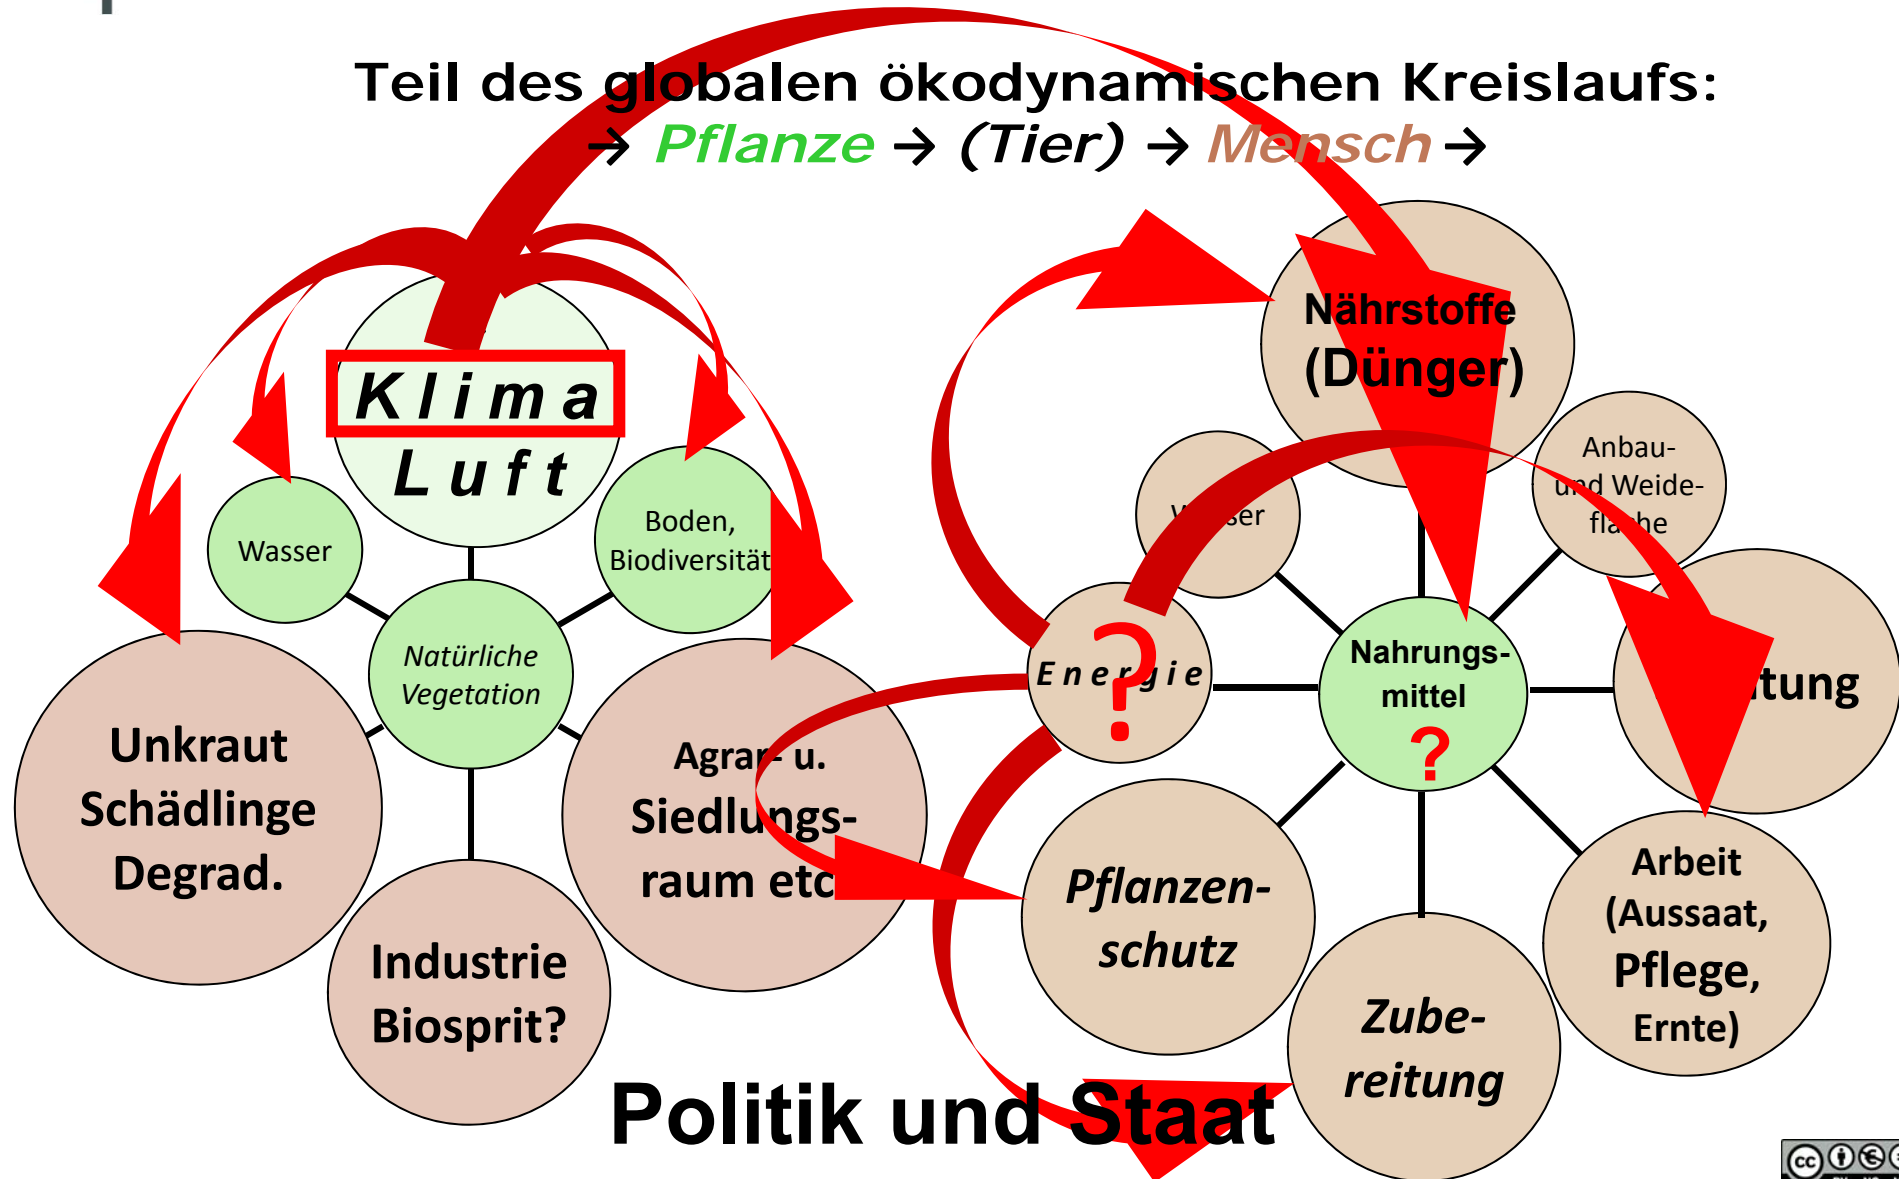 Teil des globalen ökodynamischen Kreislaufs:
→ Pflanze → (Tier) → Mensch →
Klima
Luft
Wasser
Boden,
Biodiversität
Natürliche
Vegetation
Unkraut
Schädlinge
Degrad.
Industrie
Biosprit?
Agrar- u.
Siedlungs-
raum etc
Nährstoffe
(Dünger)
Anbau-
und Weide-
fläche
Wasser
Energie
?
Nahrungs-
mittel
?
Pflanzen-
schutz
Zube-
reitung
Arbeit
(Aussaat,
Pflege,
Ernte)
Politik und Staat
cc